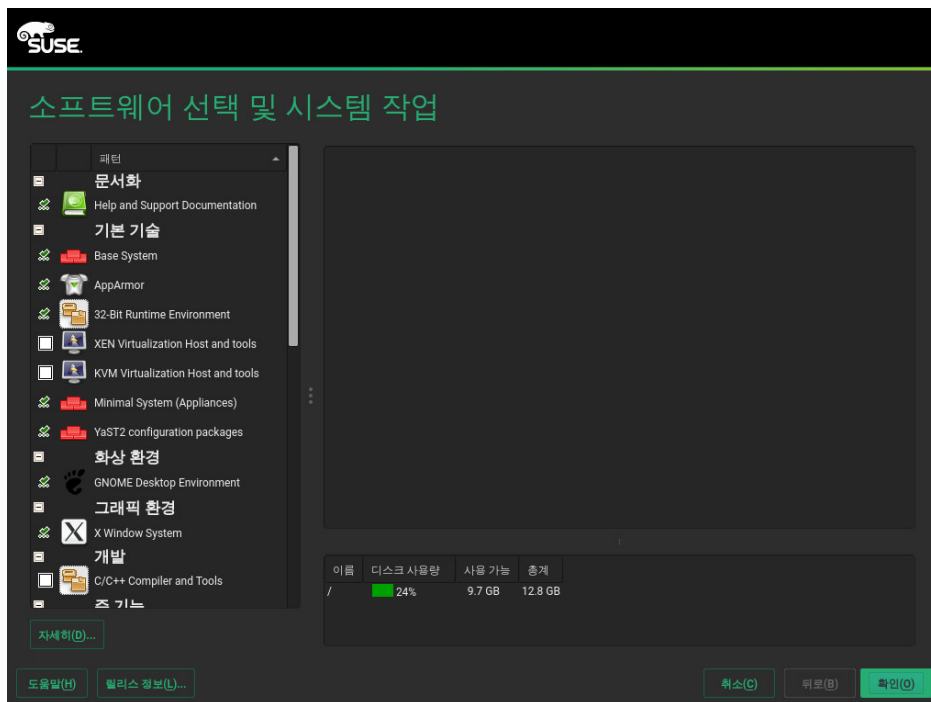 SUSE.
소프트웨어 선택 및 시스템 작업
패턴
문서화
Help and Support Documentation
기본 기술
Base System
AppArmor
32-Bit Runtime Environment
XEN Virtualization Host and tools
KVM Virtualization Host and tools
Minimal System (Appliances)
YaST2 configuration packages
화상 환경
GNOME Desktop Environment
그래픽 환경
X Window System
개발
C/C++ Compiler and Tools
주 기능
이름 디스크 사용량 사용 가능 총계
/ 24% 9.7 GB 12.8 GB
자세히(D)...
도움말(H) 릴리스 정보(L)... 취소(C) 뒤로(B) 확인(O)